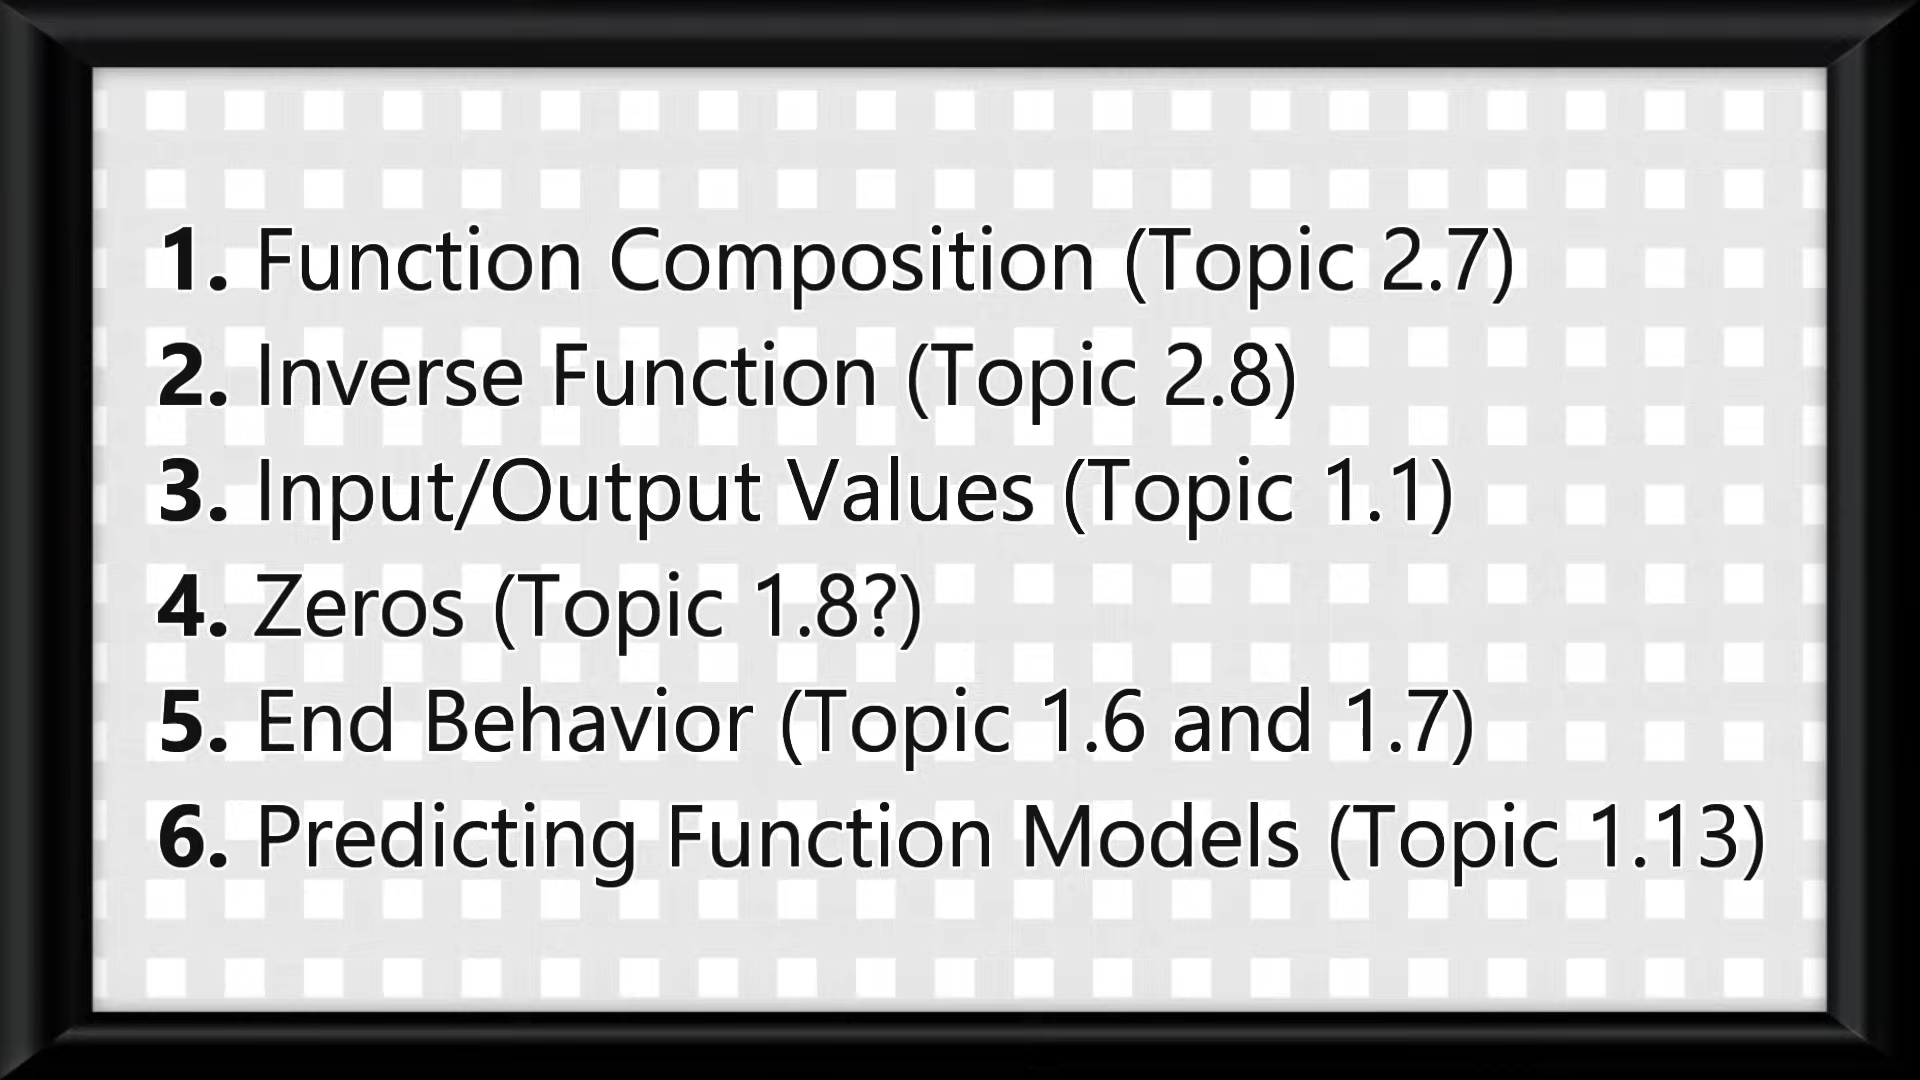 1. Function Composition (Topic 2.7)
2. Inverse Function (Topic 2.8)
3. Input/Output Values (Topic 1.1)
4. Zeros (Topic 1.8?)
5. End Behavior (Topic 1.6 and 1.7)
6. Predicting Function Models (Topic 1.13)